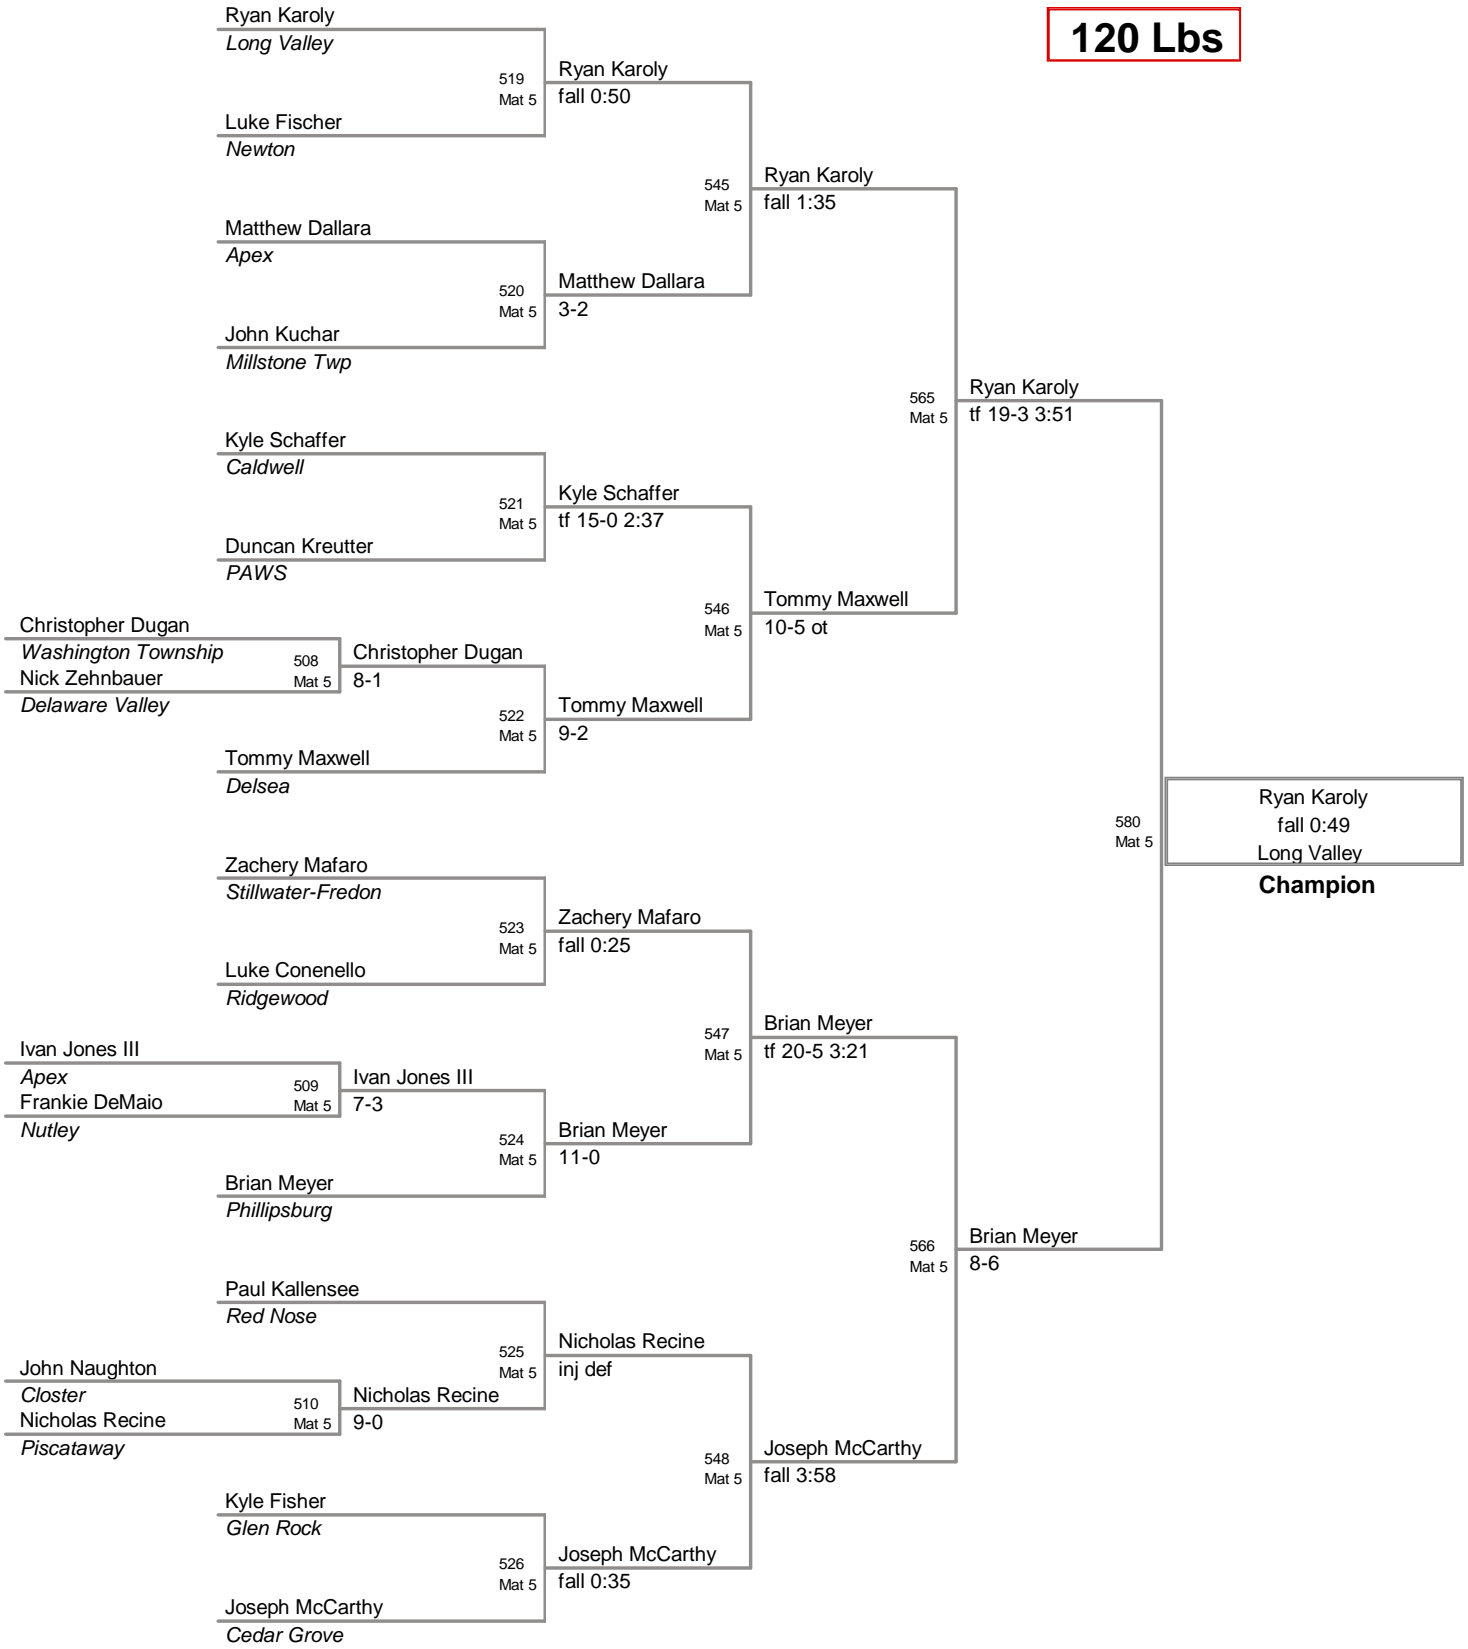 120 Lbs
Ryan Karoly
Long Valley
519
Mat 5
Ryan Karoly
fall 0:50
Luke Fischer
Newton
545
Mat 5
Ryan Karoly
fall 1:35
Matthew Dallara
Apex
520
Mat 5
Matthew Dallara
3-2
John Kuchar
Millstone Twp
565
Mat 5
Ryan Karoly
tf 19-3 3:51
Kyle Schaffer
Caldwell
521
Mat 5
Kyle Schaffer
tf 15-0 2:37
Duncan Kreutter
PAWS
546
Mat 5
Tommy Maxwell
10-5 ot
Christopher Dugan
Washington Township
Nick Zehnbauer
Delaware Valley
508
Mat 5
Christopher Dugan
8-1
522
Mat 5
Tommy Maxwell
9-2
Tommy Maxwell
Delsea
580
Mat 5
Ryan Karoly
fall 0:49
Long Valley
Champion
Zachery Mafaro
Stillwater-Fredon
523
Mat 5
Zachery Mafaro
fall 0:25
Luke Conenello
Ridgewood
547
Mat 5
Brian Meyer
tf 20-5 3:21
Ivan Jones III
Apex
Frankie DeMaio
Nutley
509
Mat 5
Ivan Jones III
7-3
524
Mat 5
Brian Meyer
11-0
Brian Meyer
Phillipsburg
566
Mat 5
Brian Meyer
8-6
Paul Kallensee
Red Nose
525
Mat 5
Nicholas Recine
inj def
John Naughton
Closter
Nicholas Recine
Piscataway
510
Mat 5
Nicholas Recine
9-0
548
Mat 5
Joseph McCarthy
fall 3:58
Kyle Fisher
Glen Rock
526
Mat 5
Joseph McCarthy
fall 0:35
Joseph McCarthy
Cedar Grove